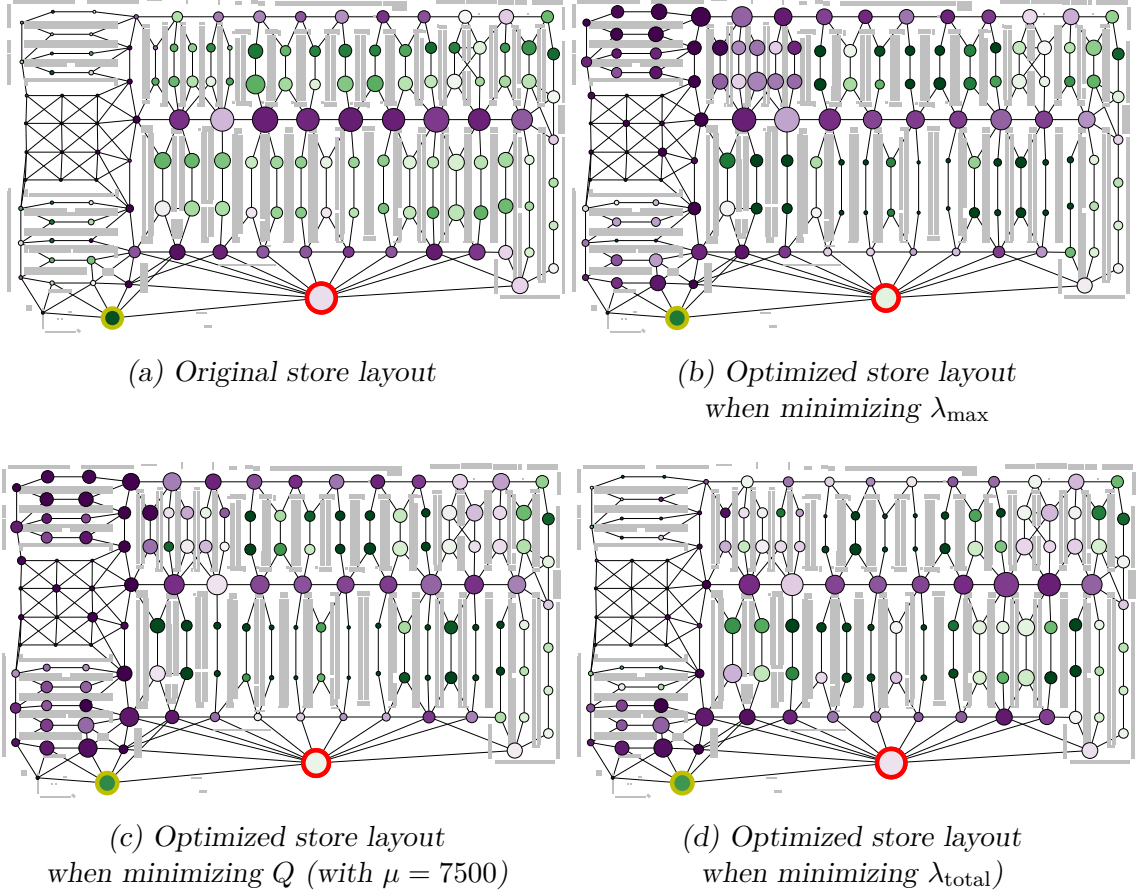 (a) Original store layout
(b) Optimized store layout
when minimizing λmax
(c) Optimized store layout
when minimizing Q (with μ = 7500)
(d) Optimized store layout
when minimizing λtotal)